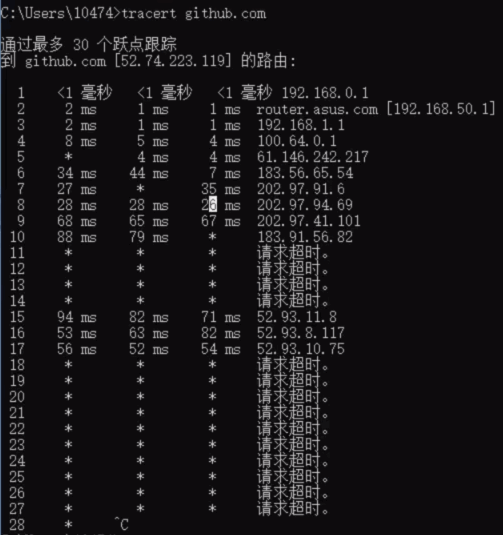 C:\Users\10474>tracert github.com
通过最多 30 个跃点跟踪
到 github.com [52.74.223.119] 的路由:
1 <1 毫秒 <1 毫秒 <1 毫秒 192.168.0.1
2 2 ms 1 ms 1 ms router.asus.com [192.168.50.1]
3 2 ms 1 ms 1 ms 192.168.1.1
4 8 ms 5 ms 4 ms 100.64.0.1
5 * 4 ms 4 ms 61.146.242.217
6 34 ms 44 ms 7 ms 183.56.65.54
7 27 ms * 35 ms 202.97.91.6
8 28 ms 28 ms 26 ms 202.97.94.69
9 68 ms 65 ms 67 ms 202.97.41.101
10 88 ms 79 ms * 183.91.56.82
11 * * * 请求超时。
12 * * * 请求超时。
13 * * * 请求超时。
14 * * * 请求超时。
15 94 ms 82 ms 71 ms 52.93.11.8
16 53 ms 63 ms 82 ms 52.93.8.117
17 56 ms 52 ms 54 ms 52.93.10.75
18 * * * 请求超时。
19 * * * 请求超时。
20 * * * 请求超时。
21 * * * 请求超时。
22 * * * 请求超时。
23 * * * 请求超时。
24 * * * 请求超时。
25 * * * 请求超时。
26 * * * 请求超时。
27 * * * 请求超时。
28 * ^C